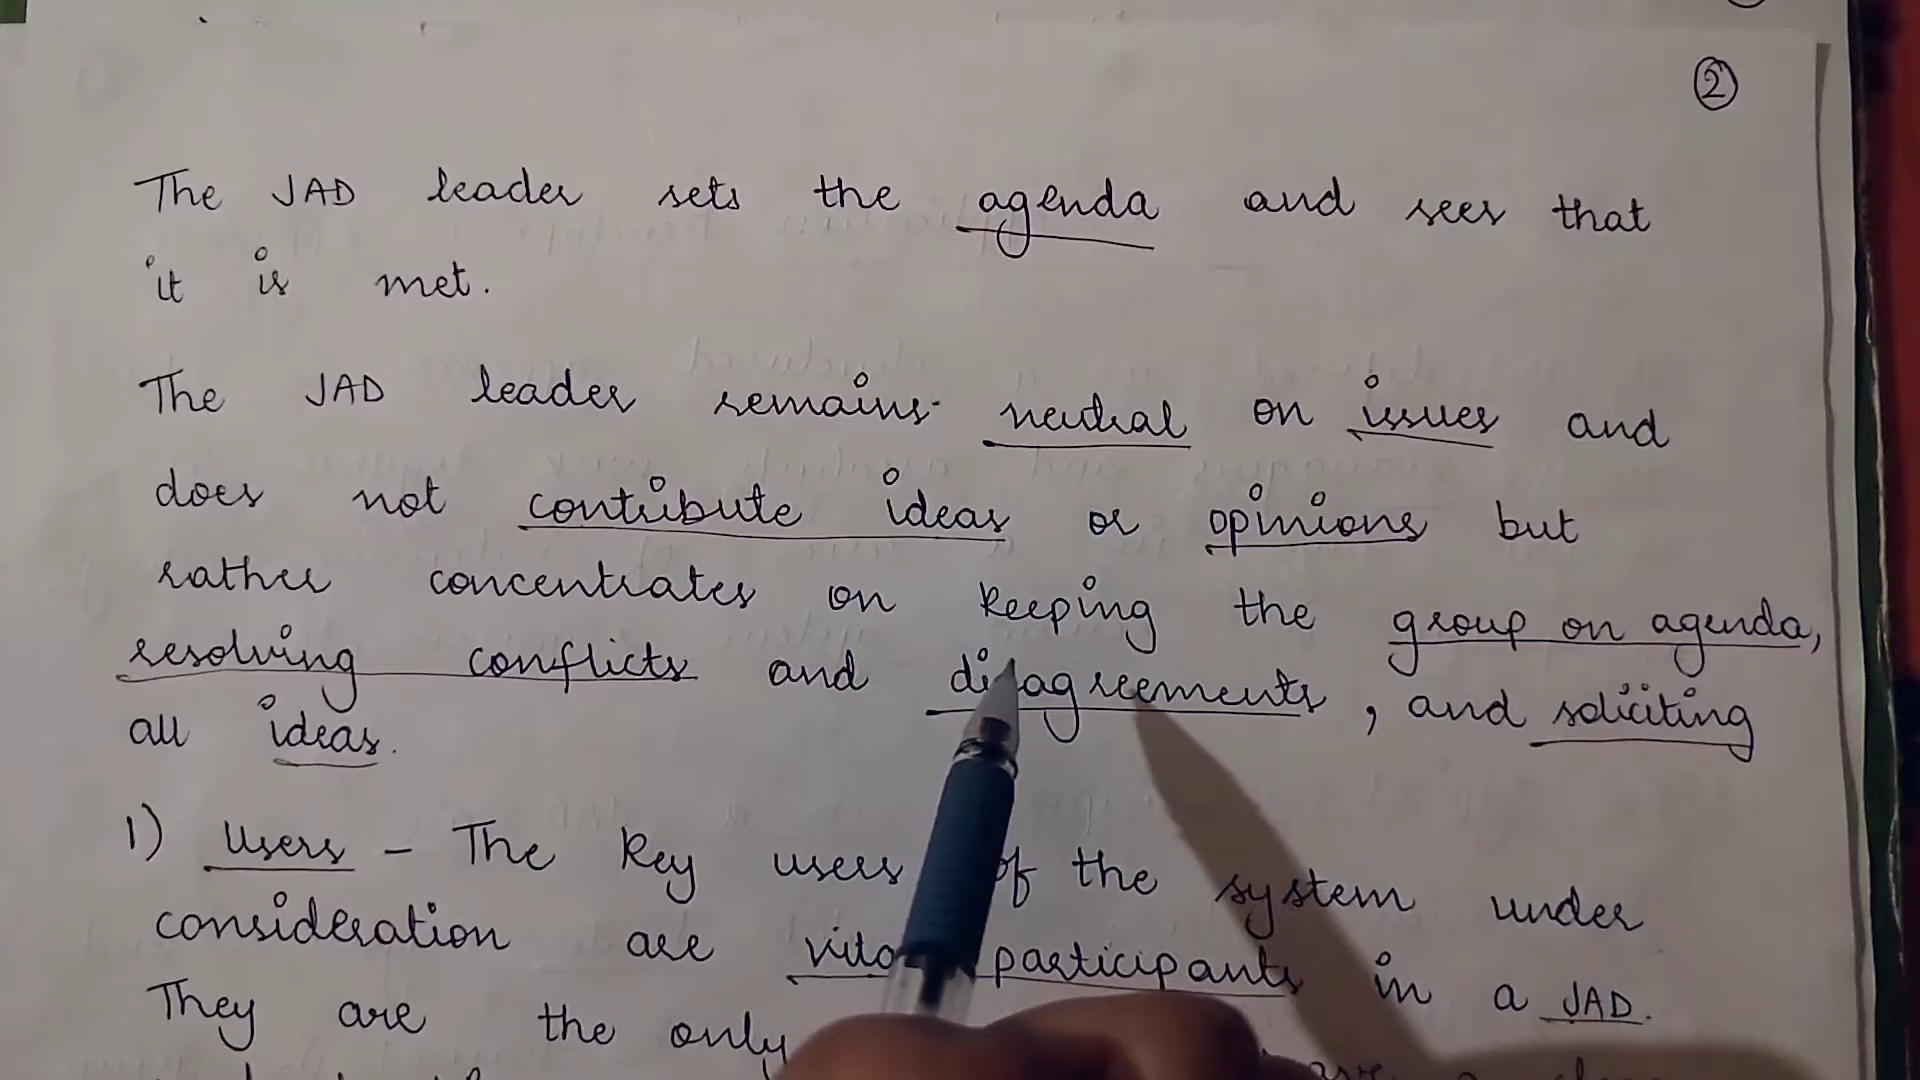 2
The JAD leader sets the agenda and sees that
it is met.
The JAD leader remains neutral on issues and
does not contribute ideas or opinions but
rather concentrates on keeping the group on agenda,
resolving conflicts and disagreements, and soliciting
all ideas.
1) Users - The key users of the system under
consideration are vital participants in a JAD.
They are the only